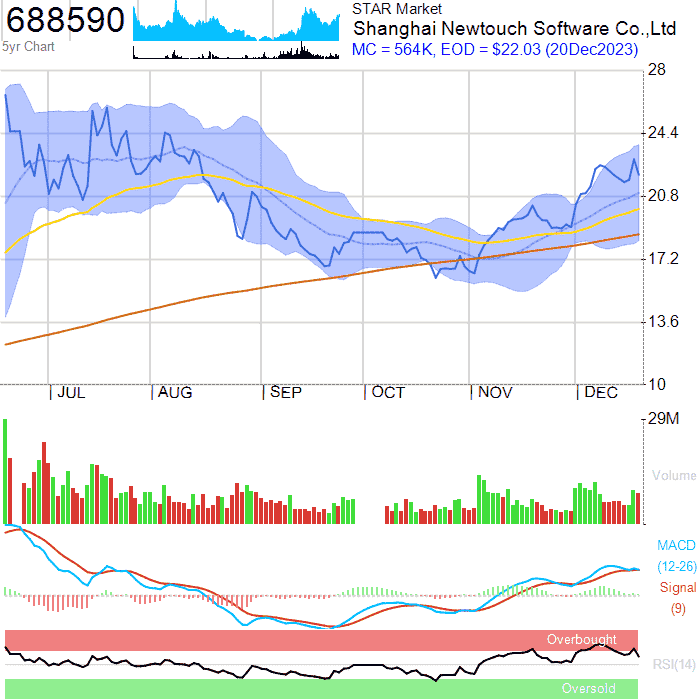 688590
5yr Chart
STAR Market
Shanghai Newtouch Software Co.,Ltd
MC = 564K, EOD = $22.03 (20Dec2023)
28
24.4
20.8
17.2
13.6
10
JUL
AUG
SEP
OCT
NOV
DEC
29M
Volume
MACD
(12-26)
Signal
(9)
Overbought
RSI(14)
Oversold